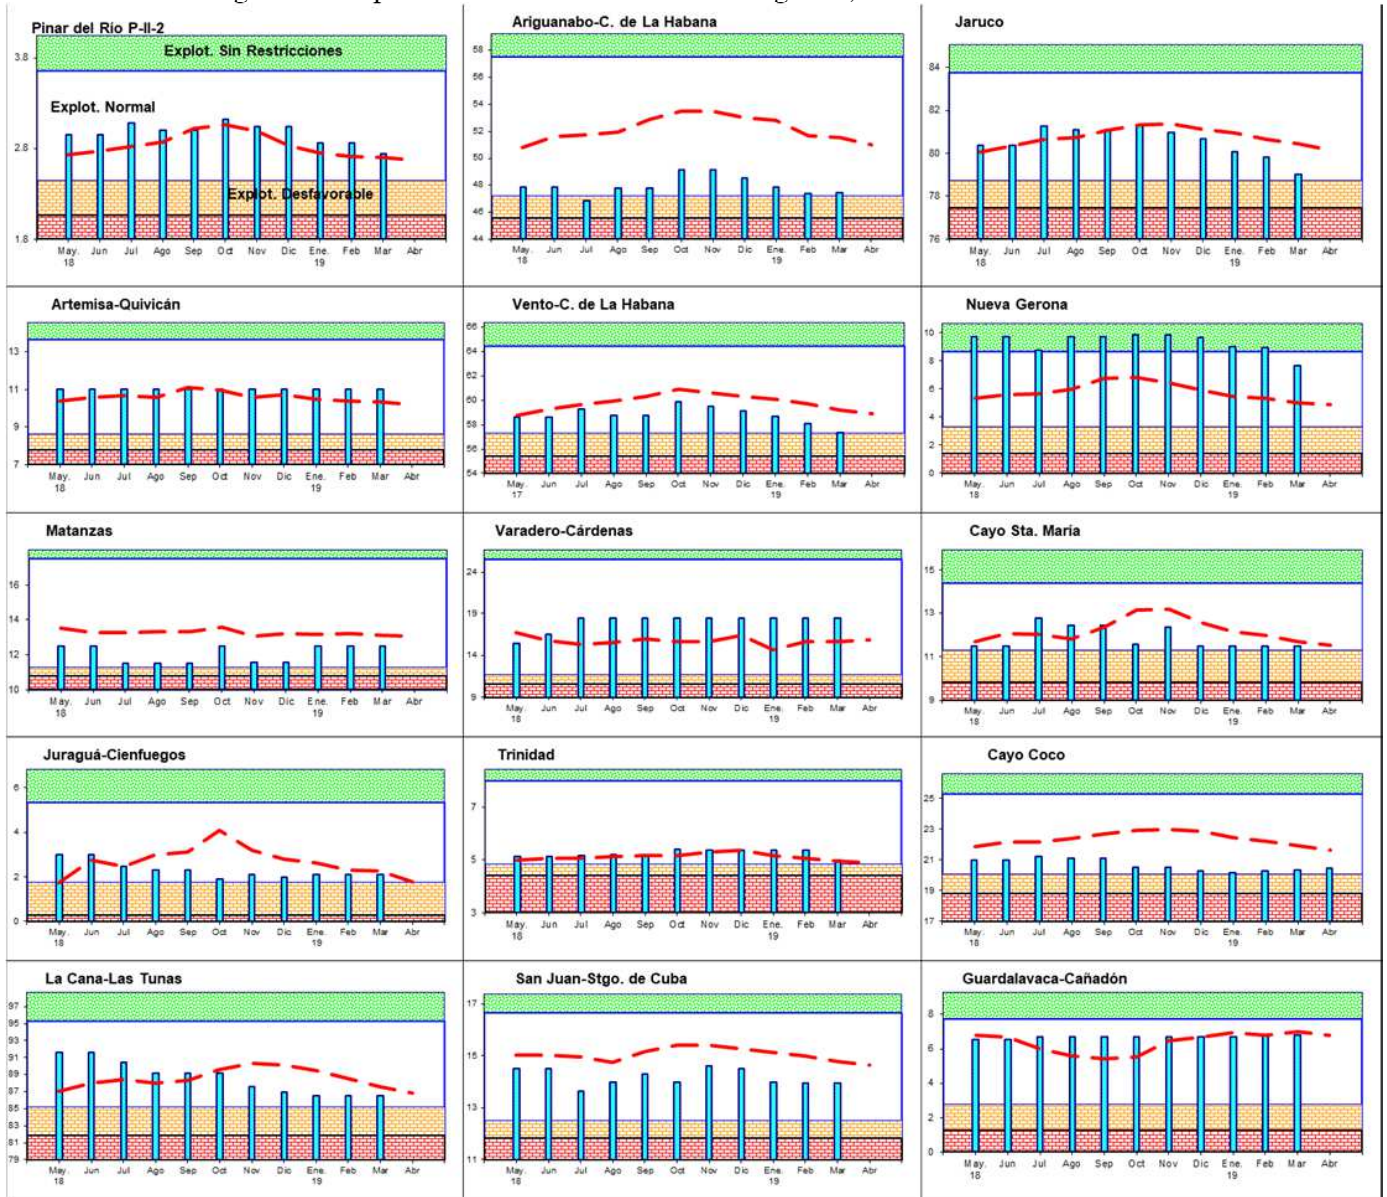 Pinar del Río P-II-2
Explot. Sin Restricciones
Explot. Normal
Explot. Desfavorable
3.8
2.8
1.8
May. Jun Jul Ago Sep Oct Nov Dic Ene. Feb Mar Abr
18 19
Ariguanabo-C. de La Habana
58
56
54
52
50
48
46
44
May. Jun Jul Ago Sep Oct Nov Dic Ene. Feb Mar Abr
18 19
Jaruco
84
82
80
78
76
May. Jun Jul Ago Sep Oct Nov Dic Ene. Feb Mar Abr
18 19
Artemisa-Quivicán
13
11
9
7
May. Jun Jul Ago Sep Oct Nov Dic Ene. Feb Mar Abr
18 19
Vento-C. de La Habana
66
64
62
60
58
56
54
May. Jun Jul Ago Sep Oct Nov Dic Ene. Feb Mar Abr
17 19
Nueva Gerona
10
8
6
4
2
0
May. Jun Jul Ago Sep Oct Nov Dic Ene. Feb Mar Abr
18 19
Matanzas
16
14
12
10
May. Jun Jul Ago Sep Oct Nov Dic Ene. Feb Mar Abr
18 19
Varadero-Cárdenas
24
19
14
9
May. Jun Jul Ago Sep Oct Nov Dic Ene. Feb Mar Abr
18 19
Cayo Sta. María
15
13
11
9
May. Jun Jul Ago Sep Oct Nov Dic Ene. Feb Mar Abr
18 19
Juraguá-Cienfuegos
6
4
2
0
May. Jun Jul Ago Sep Oct Nov Dic Ene. Feb Mar Abr
18 19
Trinidad
7
5
3
May. Jun Jul Ago Sep Oct Nov Dic Ene. Feb Mar Abr
18 19
Cayo Coco
25
23
21
19
17
May. Jun Jul Ago Sep Oct Nov Dic Ene. Feb Mar Abr
18 19
La Cana-Las Tunas
97
95
93
91
89
87
85
83
81
79
May. Jun Jul Ago Sep Oct Nov Dic Ene. Feb Mar Abr
18 19
San Juan-Stgo. de Cuba
17
15
13
11
May. Jun Jul Ago Sep Oct Nov Dic Ene. Feb Mar Abr
18 19
Guardalavaca-Cañadón
8
6
4
2
0
May. Jun Jul Ago Sep Oct Nov Dic Ene. Feb Mar Abr
18 19